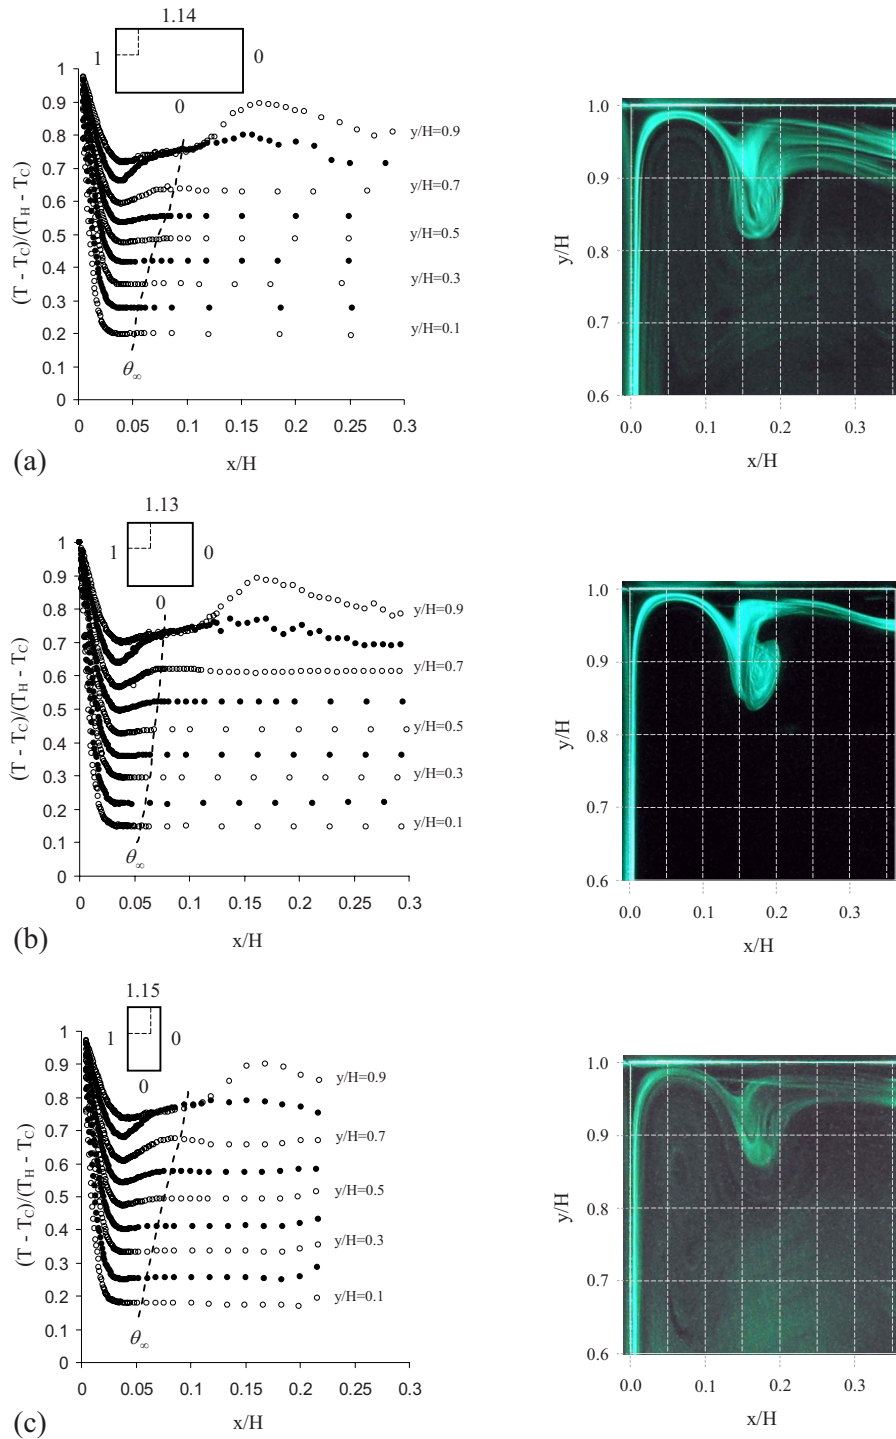 1.14
1 0
0
1
0.9
0.8
0.7
0.6
0.5
0.4
0.3
0.2
0.1
0
(T - T_C)/(T_H - T_C)
y/H=0.9
y/H=0.7
y/H=0.5
y/H=0.3
y/H=0.1
θ∞
0 0.05 0.1 0.15 0.2 0.25 0.3
x/H
(a)
1.0
0.9
0.8
0.7
0.6
y/H
0.0 0.1 0.2 0.3
x/H
1.13
1 0
0
1
0.9
0.8
0.7
0.6
0.5
0.4
0.3
0.2
0.1
0
(T - T_C)/(T_H - T_C)
y/H=0.9
y/H=0.7
y/H=0.5
y/H=0.3
y/H=0.1
θ∞
0 0.05 0.1 0.15 0.2 0.25 0.3
x/H
(b)
1.0
0.9
0.8
0.7
0.6
y/H
0.0 0.1 0.2 0.3
x/H
1.15
1 0
0
1
0.9
0.8
0.7
0.6
0.5
0.4
0.3
0.2
0.1
0
(T - T_C)/(T_H - T_C)
y/H=0.9
y/H=0.7
y/H=0.5
y/H=0.3
y/H=0.1
θ∞
0 0.05 0.1 0.15 0.2 0.25 0.3
x/H
(c)
1.0
0.9
0.8
0.7
0.6
y/H
0.0 0.1 0.2 0.3
x/H